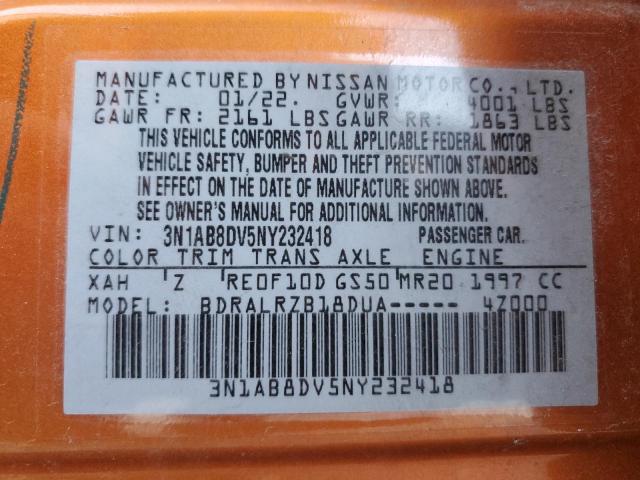 MANUFACTURED BY NISSAN MOTOR CO., LTD.
DATE: 01/22. GVWR: 4001 LBS
GAWR FR: 2161 LBS GAWR RR: 1863 LBS
THIS VEHICLE CONFORMS TO ALL APPLICABLE FEDERAL MOTOR
VEHICLE SAFETY, BUMPER AND THEFT PREVENTION STANDARDS
IN EFFECT ON THE DATE OF MANUFACTURE SHOWN ABOVE.
SEE OWNER'S MANUAL FOR ADDITIONAL INFORMATION.
VIN: 3N1AB8DV5NY232418 PASSENGER CAR.
COLOR TRIM TRANS AXLE ENGINE
XAH Z RE0F10D GS50 MR20 1997 CC
MODEL: BDRALRZB18DUA----- 4Z000
3N1AB8DV5NY232418